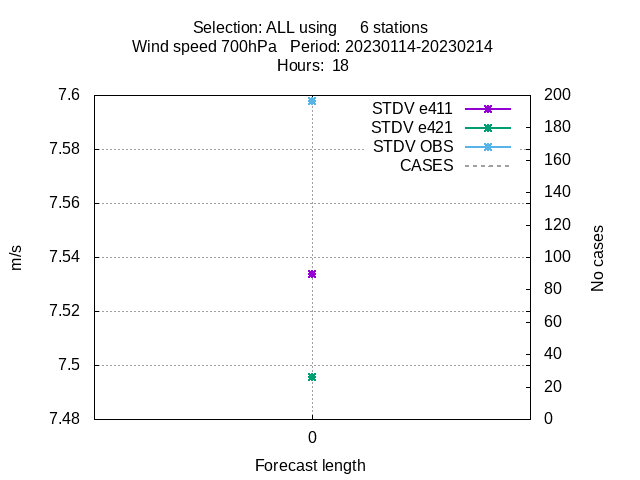 Selection: ALL using 6 stations
Wind speed 700hPa Period: 20230114-20230214
Hours: 18
7.6
7.58
7.56
7.54
7.52
7.5
7.48
m/s
STDV e411
STDV e421
STDV OBS
CASES
200
180
160
140
120
100
80
60
40
20
0
No cases
0
Forecast length